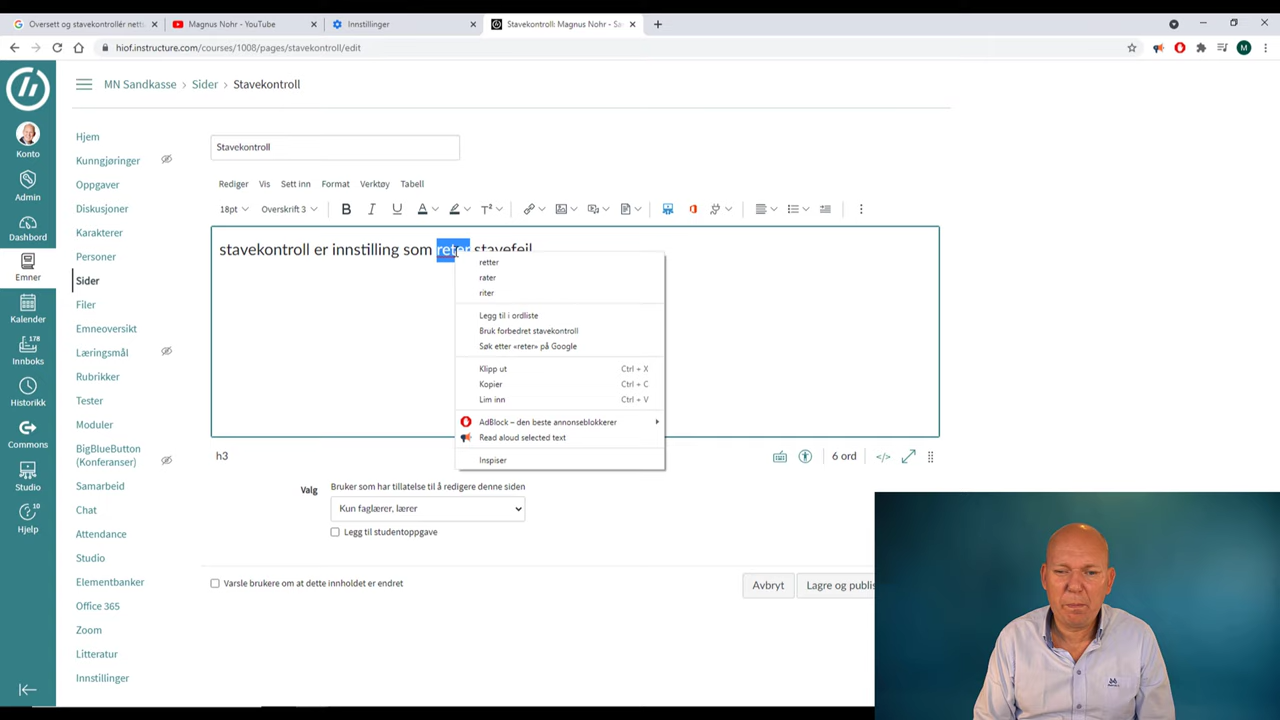 Oversett og stavekontrollér netts
Magnus Nohr - YouTube
Innstillinger
Stavekontroll: Magnus Nohr - Sa
hiof.instructure.com/courses/1008/pages/stavekontroll/edit
M
MN Sandkasse > Sider > Stavekontroll
Konto
Admin
Dashbord
Emner
Kalender
178
Innboks
Historikk
Commons
Studio
10
Hjelp
Hjem
Kunngjøringer
Oppgaver
Diskusjoner
Karakterer
Personer
Sider
Filer
Emneoversikt
Læringsmål
Rubrikker
Tester
Moduler
BigBlueButton
(Konferanser)
Samarbeid
Chat
Attendance
Studio
Elementbanker
Office 365
Zoom
Litteratur
Innstillinger
Stavekontroll
Rediger Vis Sett inn Format Verktøy Tabell
18pt Overskrift 3 B I U A T²
stavekontroll er innstilling som reter stavefeil
retter
rater
riter
Legg til i ordliste
Bruk forbedret stavekontroll
Søk etter «reter» på Google
Klipp ut Ctrl + X
Kopier Ctrl + C
Lim inn Ctrl + V
AdBlock – den beste annonseblokkerer
Read aloud selected text
Inspiser
h3 6 ord </>
Valg Bruker som har tillatelse til å redigere denne siden
Kun faglærer, lærer
Legg til studentoppgave
Varsle brukere om at dette innholdet er endret
Avbryt Lagre og publis